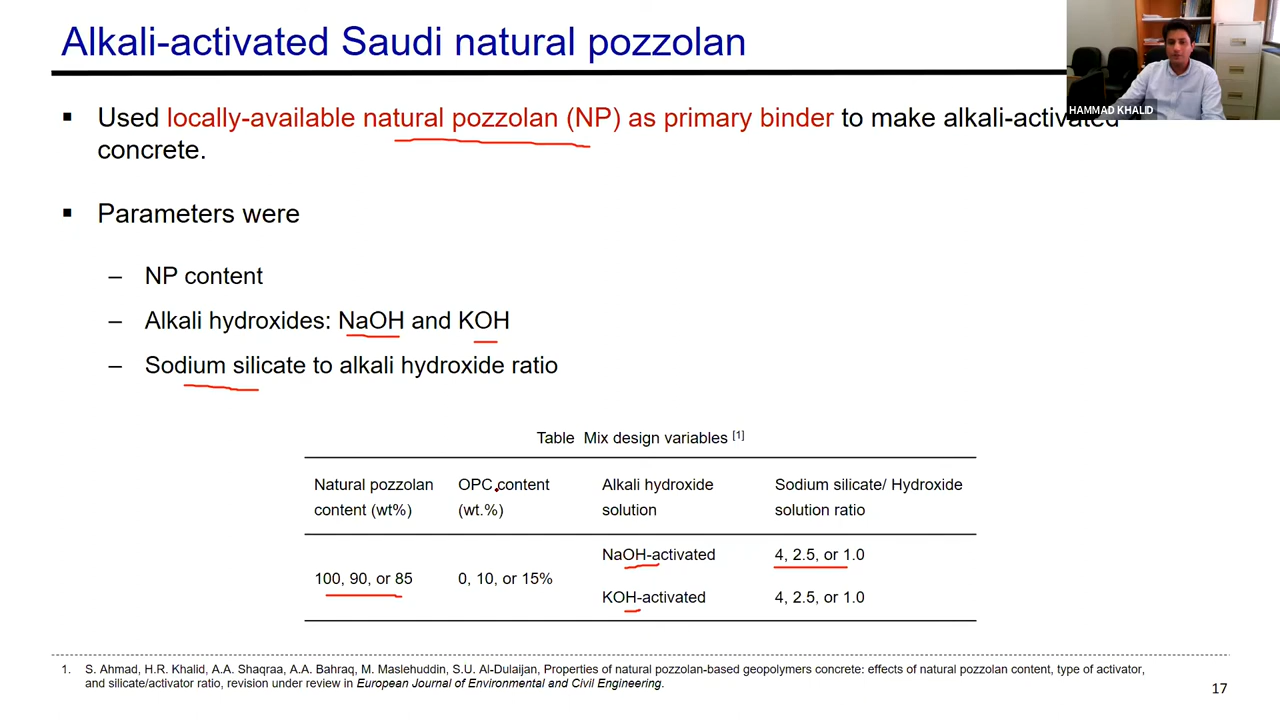 Alkali-activated Saudi natural pozzolan
HAMMAD KHALID
▪ Used locally-available natural pozzolan (NP) as primary binder to make alkali-activated
concrete.
▪ Parameters were
– NP content
– Alkali hydroxides: NaOH and KOH
– Sodium silicate to alkali hydroxide ratio
Table Mix design variables [1]
Natural pozzolan OPC content Alkali hydroxide Sodium silicate/ Hydroxide
content (wt%) (wt.%) solution solution ratio
NaOH-activated 4, 2.5, or 1.0
100, 90, or 85 0, 10, or 15%
KOH-activated 4, 2.5, or 1.0
1. S. Ahmad, H.R. Khalid, A.A. Shaqraa, A.A. Bahraq, M. Maslehuddin, S.U. Al-Dulaijan, Properties of natural pozzolan-based geopolymers concrete: effects of natural pozzolan content, type of activator,
and silicate/activator ratio, revision under review in European Journal of Environmental and Civil Engineering.
17